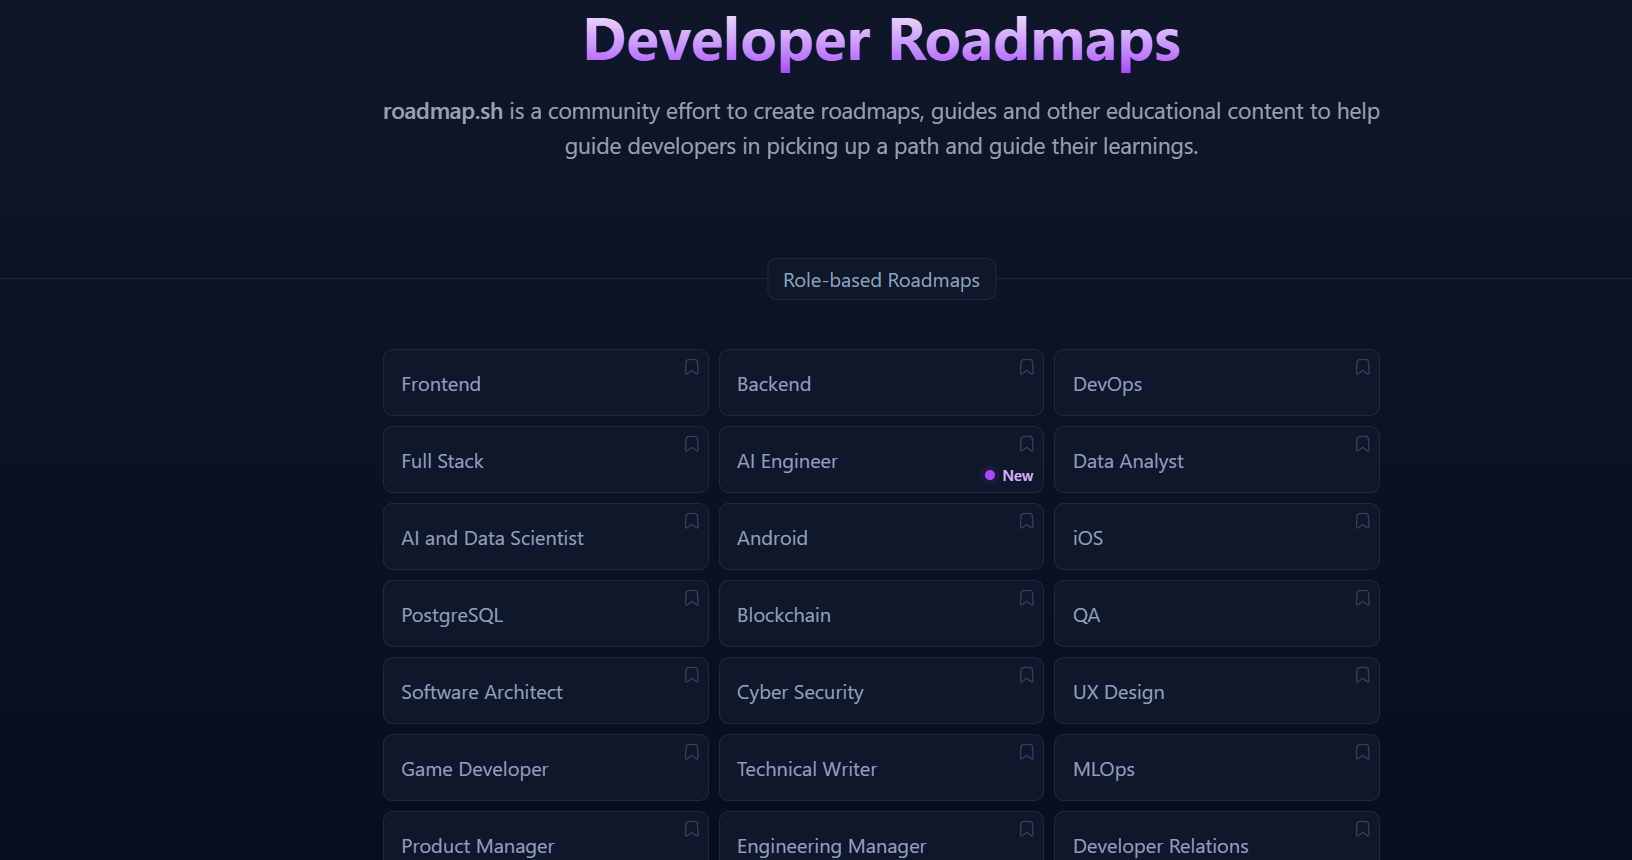 Developer Roadmaps
roadmap.sh is a community effort to create roadmaps, guides and other educational content to help
guide developers in picking up a path and guide their learnings.
Role-based Roadmaps
Frontend
Backend
DevOps
Full Stack
AI Engineer
New
Data Analyst
AI and Data Scientist
Android
iOS
PostgreSQL
Blockchain
QA
Software Architect
Cyber Security
UX Design
Game Developer
Technical Writer
MLOps
Product Manager
Engineering Manager
Developer Relations